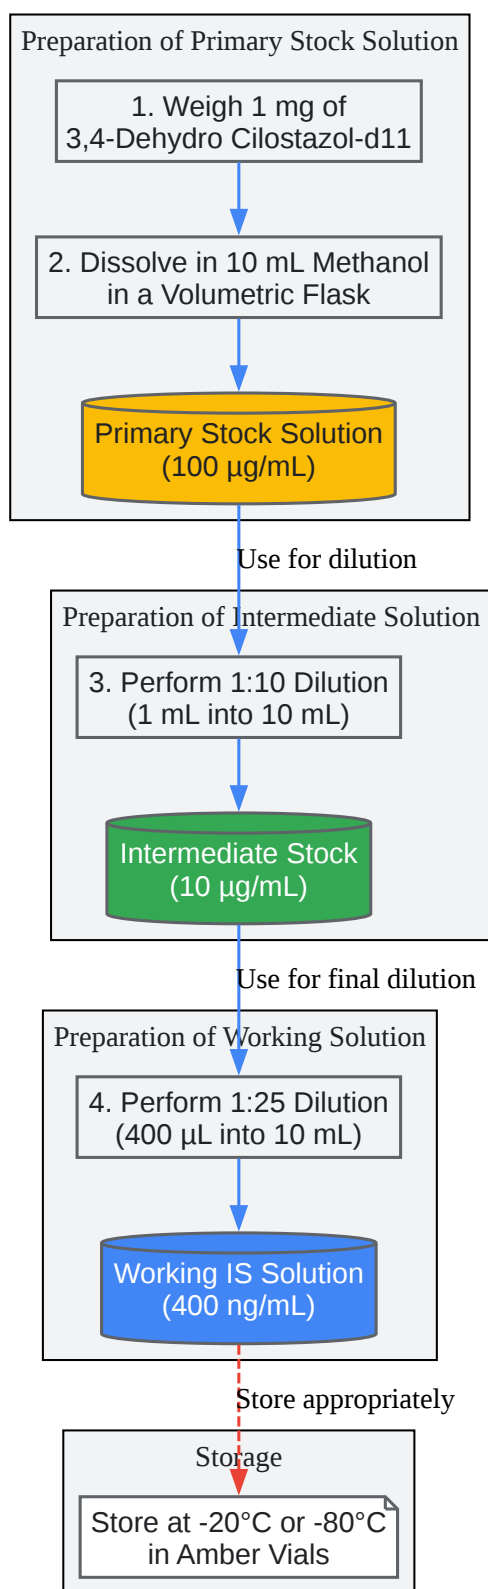 Preparation of Primary Stock Solution
1. Weigh 1 mg of
3,4-Dehydro Cilostazol-d11
2. Dissolve in 10 mL Methanol
in a Volumetric Flask
Primary Stock Solution
(100 µg/mL)
Use for dilution
Preparation of Intermediate Solution
3. Perform 1:10 Dilution
(1 mL into 10 mL)
Intermediate Stock
(10 µg/mL)
Use for final dilution
Preparation of Working Solution
4. Perform 1:25 Dilution
(400 µL into 10 mL)
Working IS Solution
(400 ng/mL)
Store appropriately
Storage
Store at -20°C or -80°C
in Amber Vials